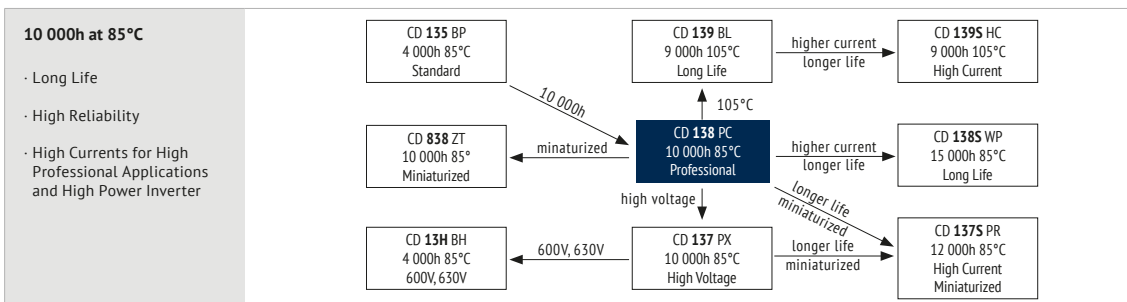 10 000h at 85°C
· Long Life
· High Reliability
· High Currents for High
Professional Applications
and High Power Inverter
CD 135 BP
4 000h 85°C
Standard
CD 139 BL
9 000h 105°C
Long Life
higher current
longer life
CD 139S HC
9 000h 105°C
High Current
10 000h
105°C
CD 838 ZT
10 000h 85°
Miniaturized
minaturized
CD 138 PC
10 000h 85°C
Professional
higher current
longer life
CD 138S WP
15 000h 85°C
Long Life
high voltage
longer life
miniaturized
CD 13H BH
4 000h 85°C
600V, 630V
600V, 630V
CD 137 PX
10 000h 85°C
High Voltage
longer life
miniaturized
CD 137S PR
12 000h 85°C
High Current
Miniaturized